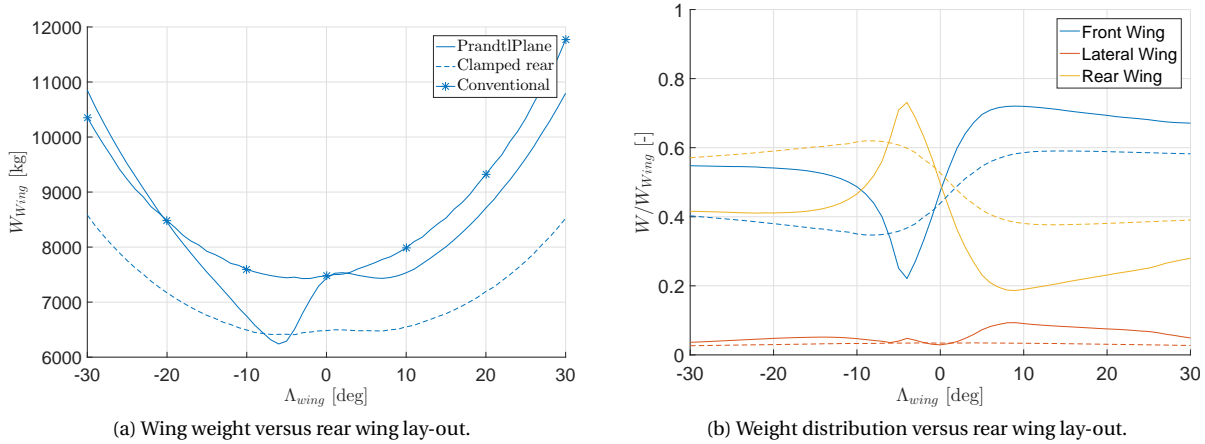 12000
11000
10000
9000
8000
7000
6000
W_Wing [kg]
PrandtlPlane
Clamped rear
Conventional
-30 -20 -10 0 10 20 30
Λ_wing [deg]
(a) Wing weight versus rear wing lay-out.
1
0.8
0.6
0.4
0.2
0
W/W_Wing [-]
Front Wing
Lateral Wing
Rear Wing
-30 -20 -10 0 10 20 30
Λ_wing [deg]
(b) Weight distribution versus rear wing lay-out.